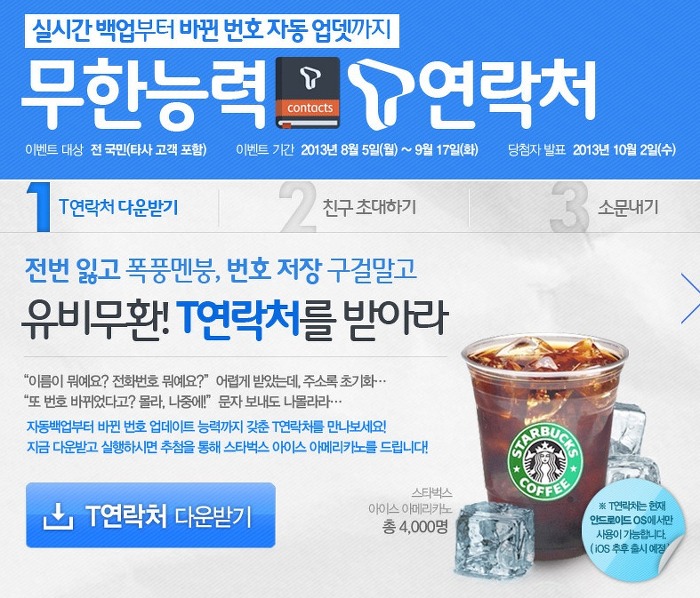 실시간 백업부터 바뀐 번호 자동 업뎃까지
무한능력 contacts T연락처
이벤트 대상 전 국민(타사 고객 포함) 이벤트 기간 2013년 8월 5일(월) ~ 9월 17일(화) 당첨자 발표 2013년 10월 2일(수)
1 T연락처 다운받기 2 친구 초대하기 3 소문내기
전번 잃고 폭풍멘붕, 번호 저장 구걸말고
유비무환! T연락처를 받아라
“이름이 뭐예요? 전화번호 뭐예요?” 어렵게 받았는데, 주소록 초기화…
“또 번호 바뀌었다고? 몰라, 나중에!” 문자 보내도 나몰라라…
자동백업부터 바뀐 번호 업데이트 능력까지 갖춘 T연락처를 만나보세요!
지금 다운받고 실행하시면 추첨을 통해 스타벅스 아이스 아메리카노를 드립니다!
T연락처 다운받기
스타벅스
아이스 아메리카노
총 4,000명
STARBUCKS
COFFEE
※ T연락처는 현재
안드로이드 OS에서만
사용이 가능합니다.
( iOS 추후 출시 예정 )